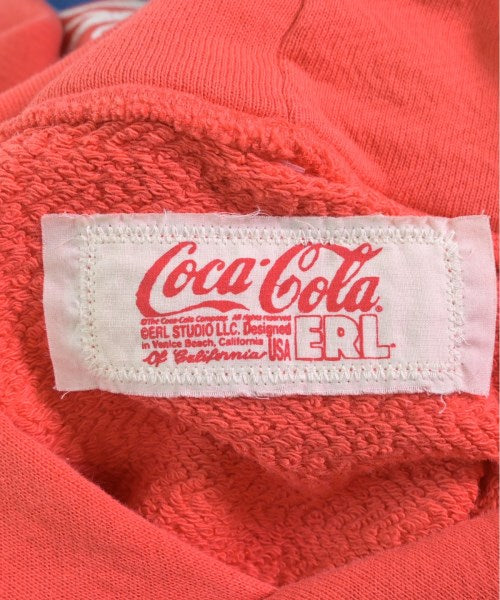 Coca-Cola®
©The Coca-Cola Company. All rights reserved
©ERL STUDIO LLC. Designed
in Venice Beach, California
Of California USA ERL™